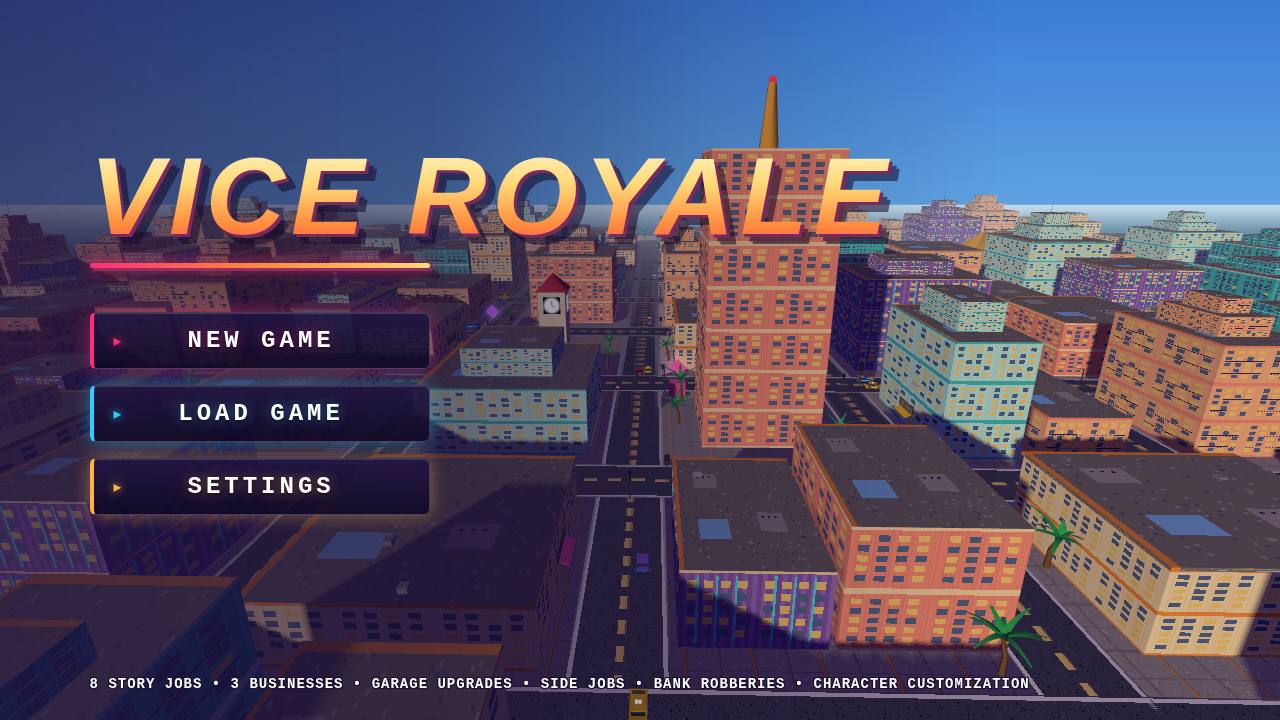 VICE ROYALE
NEW GAME
LOAD GAME
SETTINGS
8 STORY JOBS • 3 BUSINESSES • GARAGE UPGRADES • SIDE JOBS • BANK ROBBERIES • CHARACTER CUSTOMIZATION